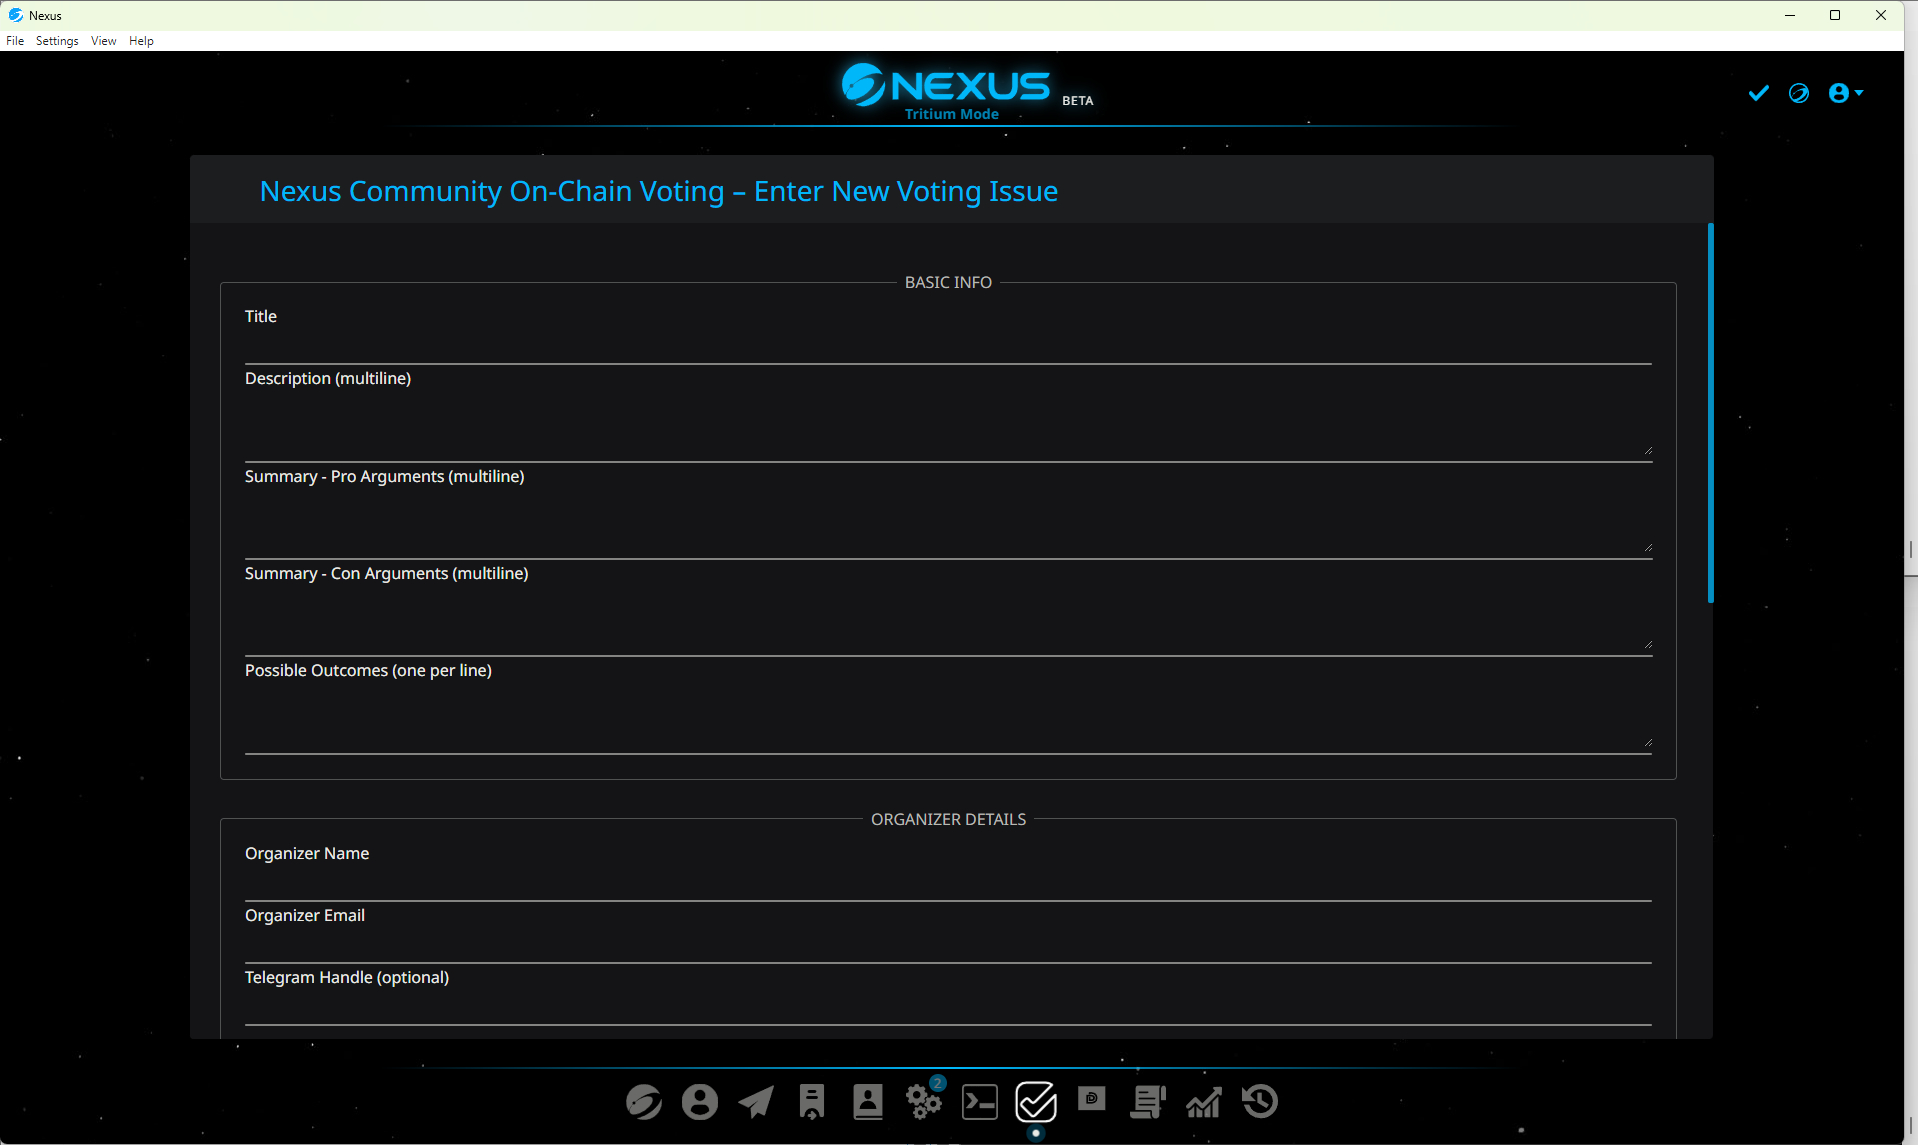 Nexus
File Settings View Help
NEXUS BETA
Tritium Mode
Nexus Community On-Chain Voting – Enter New Voting Issue
BASIC INFO
Title
Description (multiline)
Summary - Pro Arguments (multiline)
Summary - Con Arguments (multiline)
Possible Outcomes (one per line)
ORGANIZER DETAILS
Organizer Name
Organizer Email
Telegram Handle (optional)
2
D